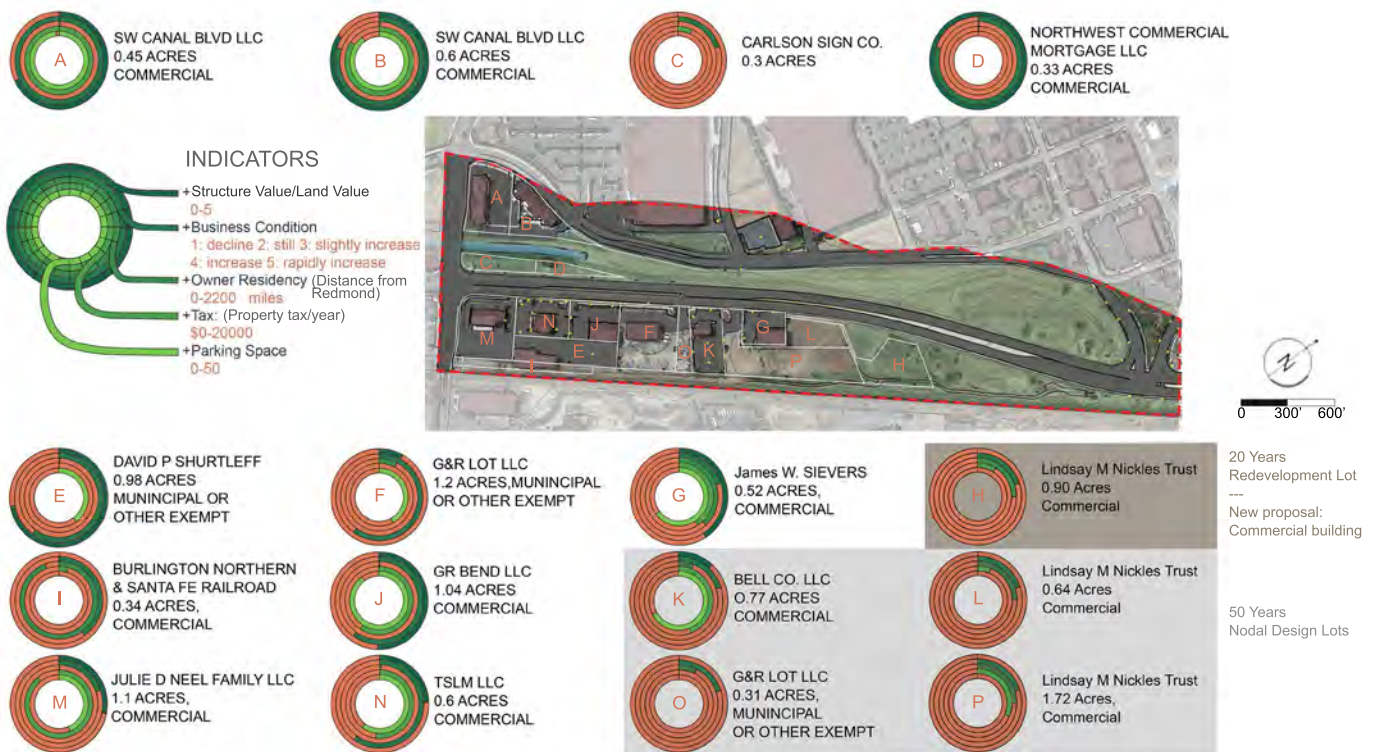 A
SW CANAL BLVD LLC
0.45 ACRES
COMMERCIAL
B
SW CANAL BLVD LLC
0.6 ACRES
COMMERCIAL
C
CARLSON SIGN CO.
0.3 ACRES
D
NORTHWEST COMMERCIAL
MORTGAGE LLC
0.33 ACRES
COMMERCIAL
INDICATORS
+Structure Value/Land Value
0-5
+Business Condition
1: decline 2: still 3: slightly increase
4: increase 5: rapidly increase
+Owner Residency (Distance from
Redmond)
0-2200 miles
+Tax: (Property tax/year)
$0-20000
+Parking Space
0-50
A
B
C
D
M
N
J
E
I
F
O
K
G
L
P
H
Z
0 300' 600'
E
DAVID P SHURTLEFF
0.98 ACRES
MUNINCIPAL OR
OTHER EXEMPT
F
G&R LOT LLC
1.2 ACRES,MUNINCIPAL
OR OTHER EXEMPT
G
James W. SIEVERS
0.52 ACRES,
COMMERCIAL
H
Lindsay M Nickles Trust
0.90 Acres
Commercial
20 Years
Redevelopment Lot
---
New proposal:
Commercial building
I
BURLINGTON NORTHERN
& SANTA FE RAILROAD
0.34 ACRES,
COMMERCIAL
J
GR BEND LLC
1.04 ACRES
COMMERCIAL
K
BELL CO. LLC
O.77 ACRES
COMMERCIAL
L
Lindsay M Nickles Trust
0.64 Acres
Commercial
50 Years
Nodal Design Lots
M
JULIE D NEEL FAMILY LLC
1.1 ACRES,
COMMERCIAL
N
TSLM LLC
0.6 ACRES
COMMERCIAL
O
G&R LOT LLC
0.31 ACRES,
MUNINCIPAL
OR OTHER EXEMPT
P
Lindsay M Nickles Trust
1.72 Acres,
Commercial